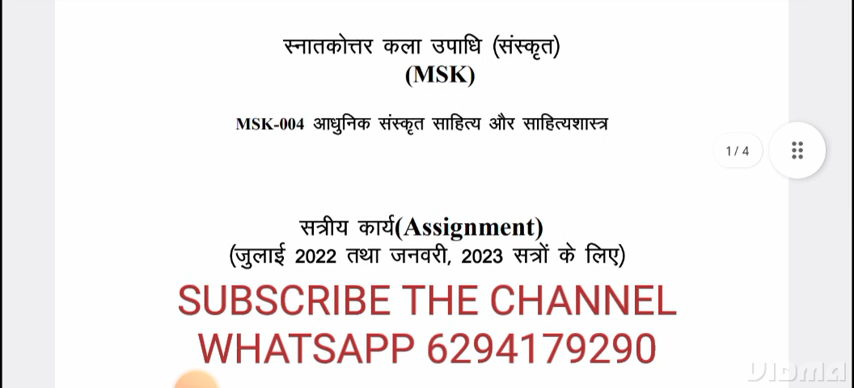 स्नातकोत्तर कला उपाधि (संस्कृत)
(MSK)
MSK-004 आधुनिक संस्कृत साहित्य और साहित्यशास्त्र
1 / 4
सत्रीय कार्य(Assignment)
(जुलाई 2022 तथा जनवरी, 2023 सत्रों के लिए)
SUBSCRIBE THE CHANNEL
WHATSAPP 6294179290